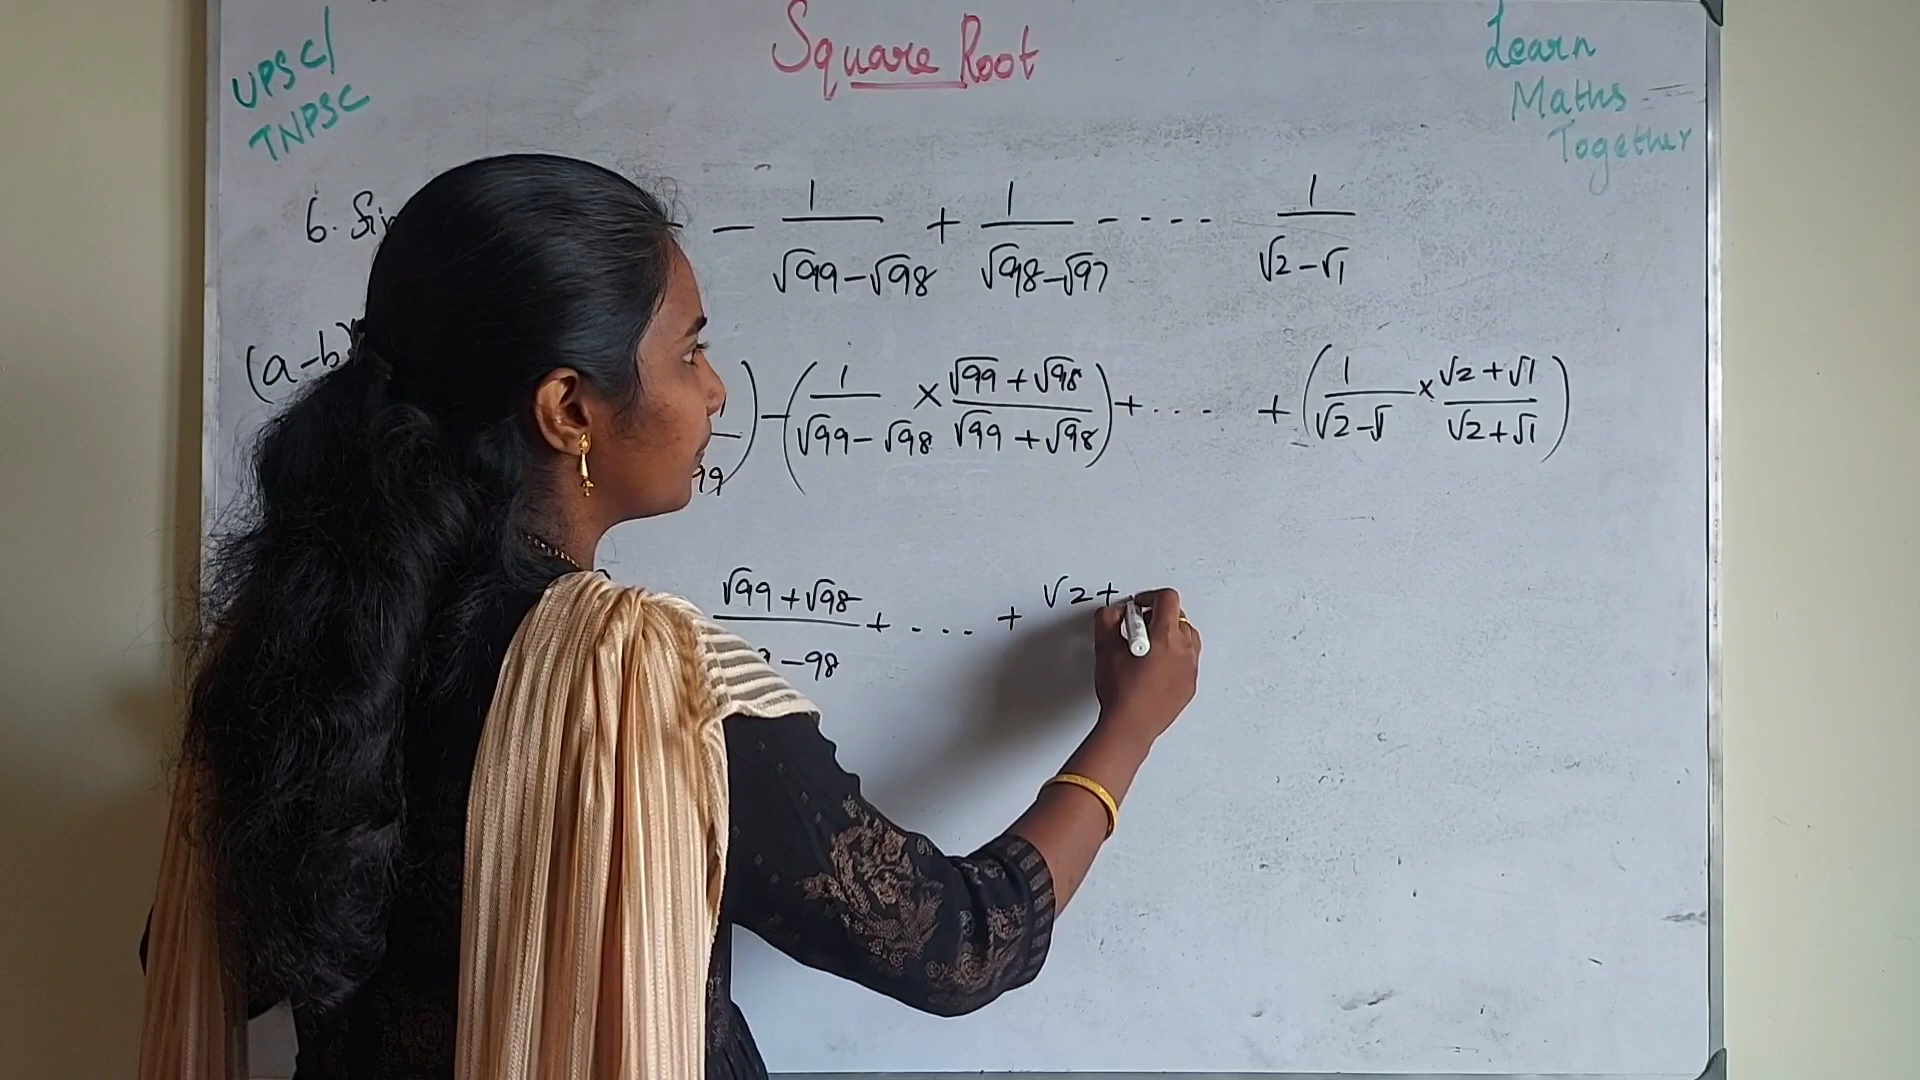 UPSC/
TNPSC
Square Root
Learn
Maths
Together
6. Sim
− 1/(√99−√98) + 1/(√98−√97) - ---- 1/(√2−√1)
(a−b)
99) − (1/(√99−√98) × (√99+√98)/(√99+√98)) + .... + (1/(√2−√) × (√2+√1)/(√2+√1))
(√99+√98)/( −98) + .... + √2+